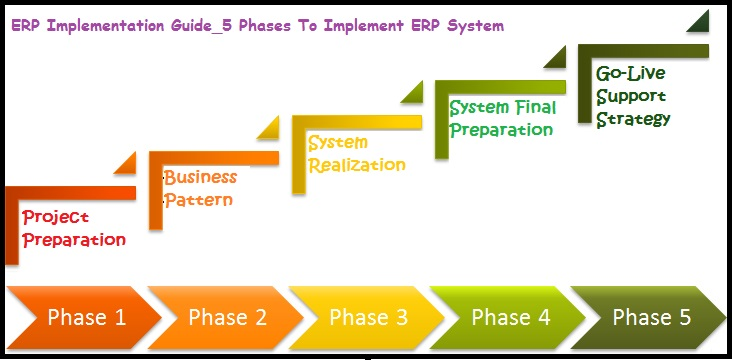 ERP Implementation Guide_5 Phases To Implement ERP System
Project
Preparation
Business
Pattern
System
Realization
System Final
Preparation
Go-Live
Support
Strategy
Phase 1
Phase 2
Phase 3
Phase 4
Phase 5